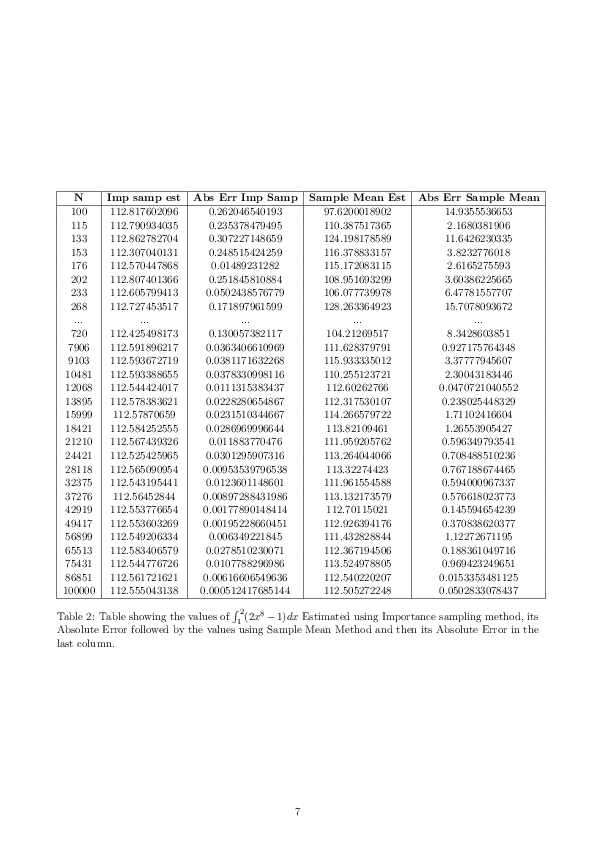 N Imp samp est Abs Err Imp Samp Sample Mean Est Abs Err Sample Mean
100 112.817602096 0.262046540193 97.6200018902 14.9355536653
115 112.790934035 0.235378479495 110.387517365 2.1680381906
133 112.862782704 0.307227148659 124.198178589 11.6426230335
153 112.307040131 0.248515424259 116.378833157 3.8232776018
176 112.570447868 0.01489231282 115.172083115 2.6165275593
202 112.807401366 0.251845810884 108.951693299 3.60386225665
233 112.605799413 0.0502438576779 106.077739978 6.47781557707
268 112.727453517 0.171897961599 128.263364923 15.7078093672
... ... ... ... ...
720 112.425498173 0.130057382117 104.21269517 8.3428603851
7906 112.591896217 0.0363406610969 111.628379791 0.927175764348
9103 112.593672719 0.0381171632268 115.933335012 3.37777945607
10481 112.593388655 0.0378330998116 110.255123721 2.30043183446
12068 112.544424017 0.0111315383437 112.60262766 0.0470721040552
13895 112.578383621 0.0228280654867 112.317530107 0.238025448329
15999 112.57870659 0.0231510344667 114.266579722 1.71102416604
18421 112.584252555 0.0286969996644 113.82109461 1.26553905427
21210 112.567439326 0.011883770476 111.959205762 0.596349793541
24421 112.525425965 0.0301295907316 113.264044066 0.708488510236
28118 112.565090954 0.00953539796538 113.32274423 0.767188674465
32375 112.543195441 0.0123601148601 111.961554588 0.594000967337
37276 112.56452844 0.00897288431986 113.132173579 0.576618023773
42919 112.553776654 0.00177890148414 112.70115021 0.145594654239
49417 112.553603269 0.00195228660451 112.926394176 0.370838620377
56899 112.549206334 0.006349221845 111.432828844 1.12272671195
65513 112.583406579 0.0278510230071 112.367194506 0.188361049716
75431 112.544776726 0.0107788296986 113.524978805 0.969423249651
86851 112.561721621 0.00616606549636 112.540220207 0.0153353481125
100000 112.555043138 0.000512417685144 112.505272248 0.0502833078437
Table 2: Table showing the values of ∫₁²(2x⁸ − 1)dx Estimated using Importance sampling method, its
Absolute Error followed by the values using Sample Mean Method and then its Absolute Error in the
last column.
7